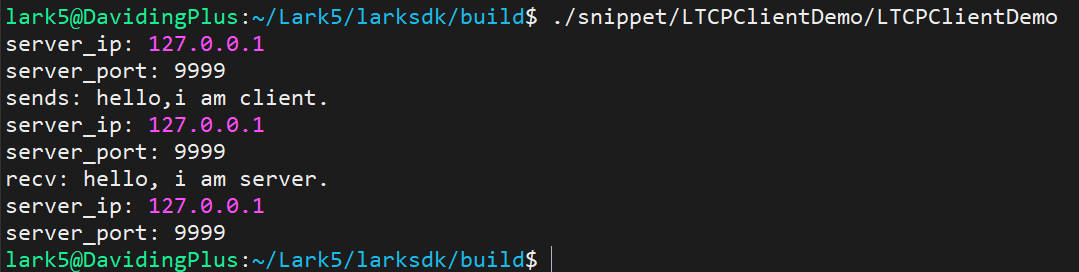 lark5@DavidingPlus:~/Lark5/larksdk/build$ ./snippet/LTCPClientDemo/LTCPClientDemo
server_ip: 127.0.0.1
server_port: 9999
sends: hello,i am client.
server_ip: 127.0.0.1
server_port: 9999
recv: hello, i am server.
server_ip: 127.0.0.1
server_port: 9999
lark5@DavidingPlus:~/Lark5/larksdk/build$